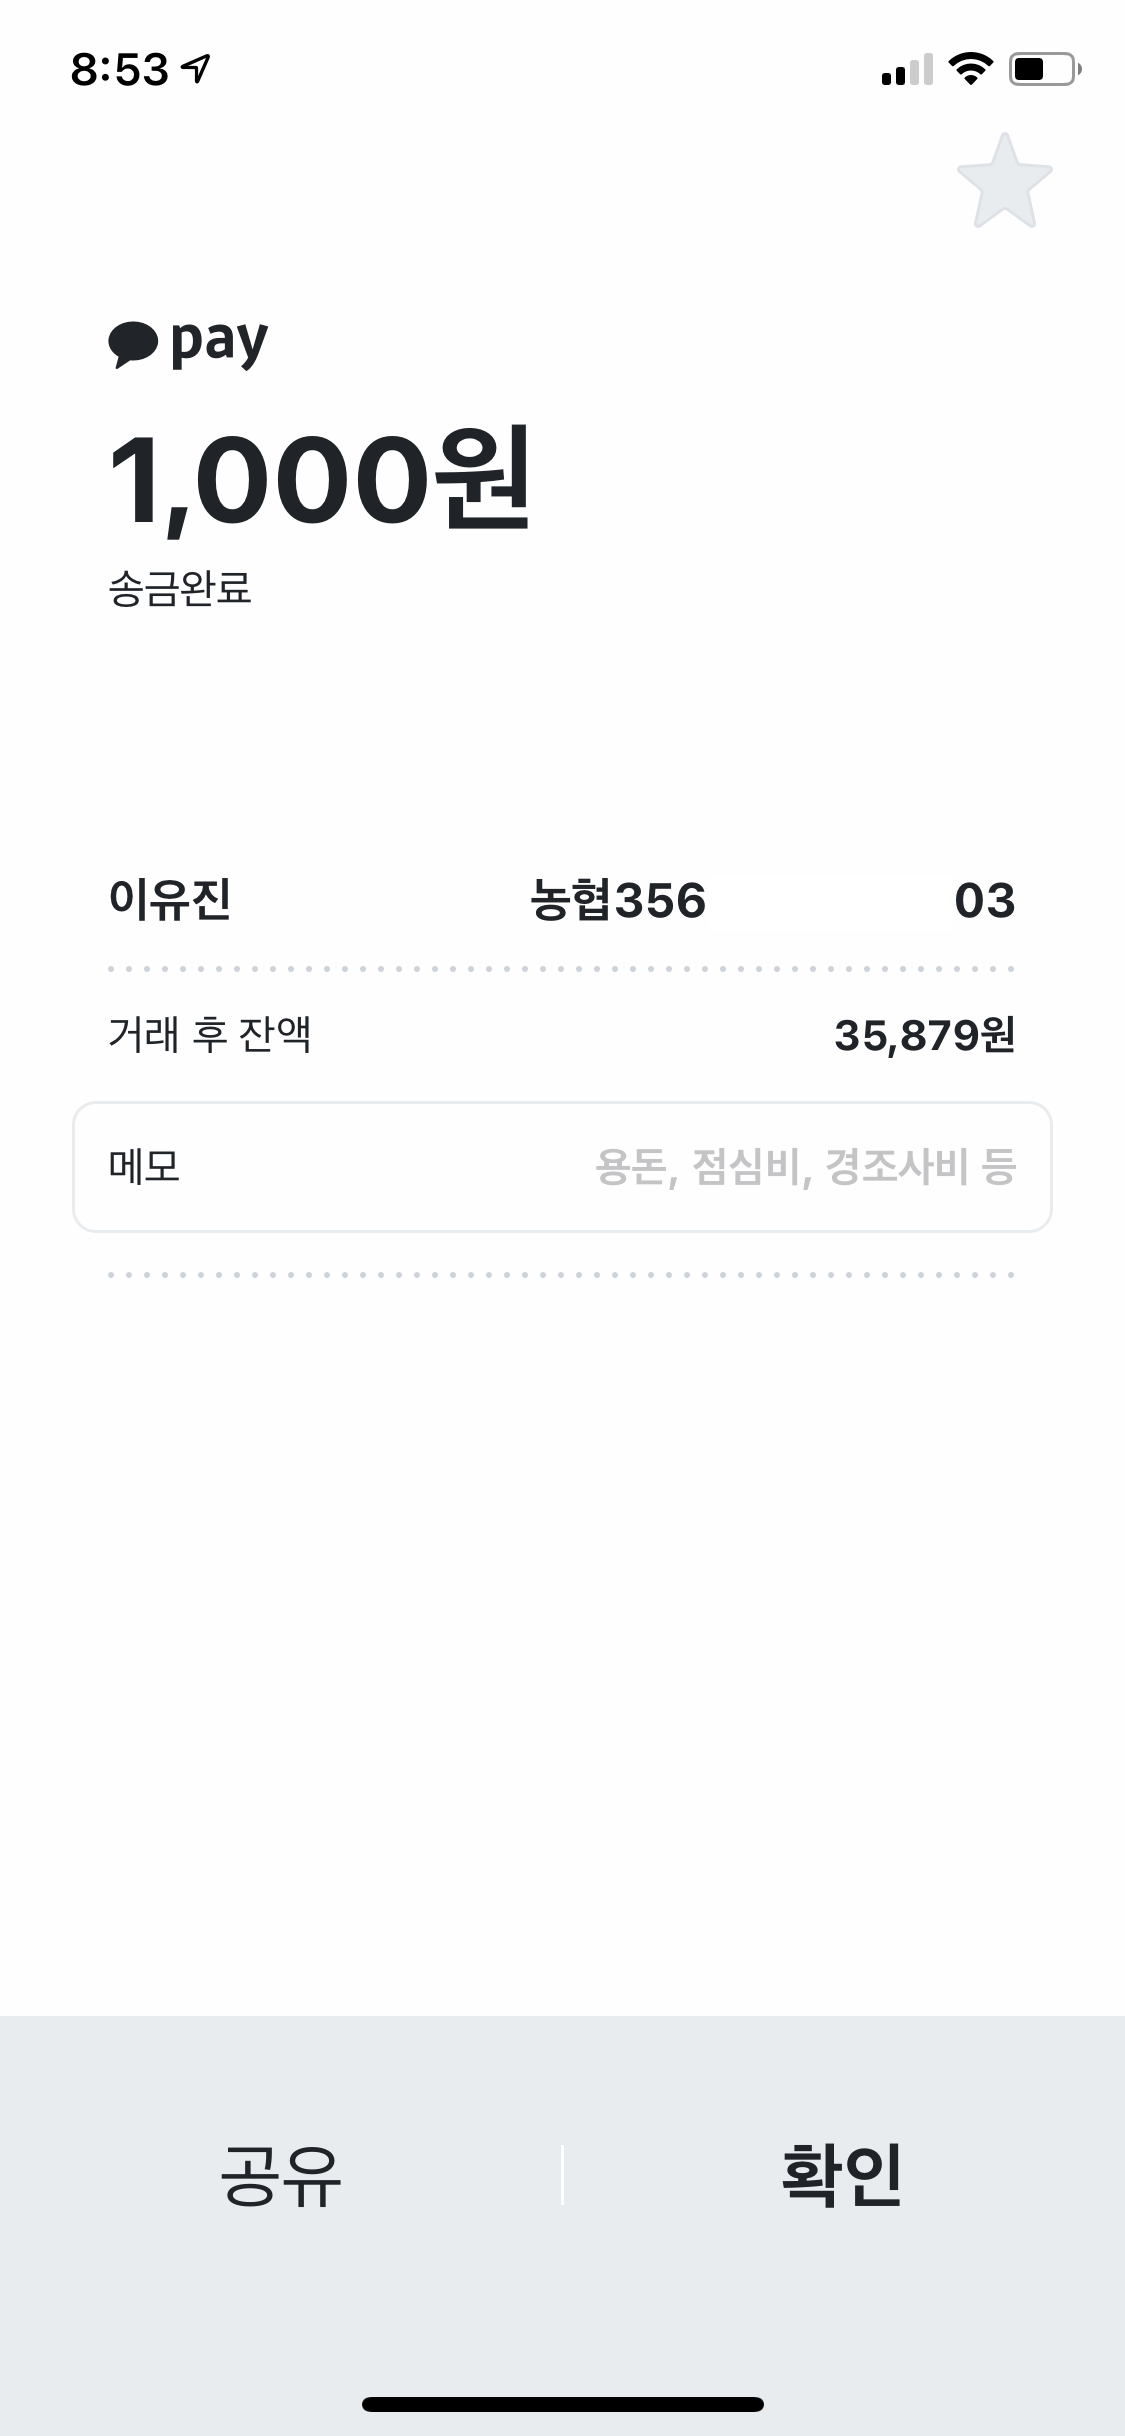 8:53
pay
1,000원
송금완료
이유진 농협356 03
거래 후 잔액 35,879원
메모 용돈, 점심비, 경조사비 등
공유 확인